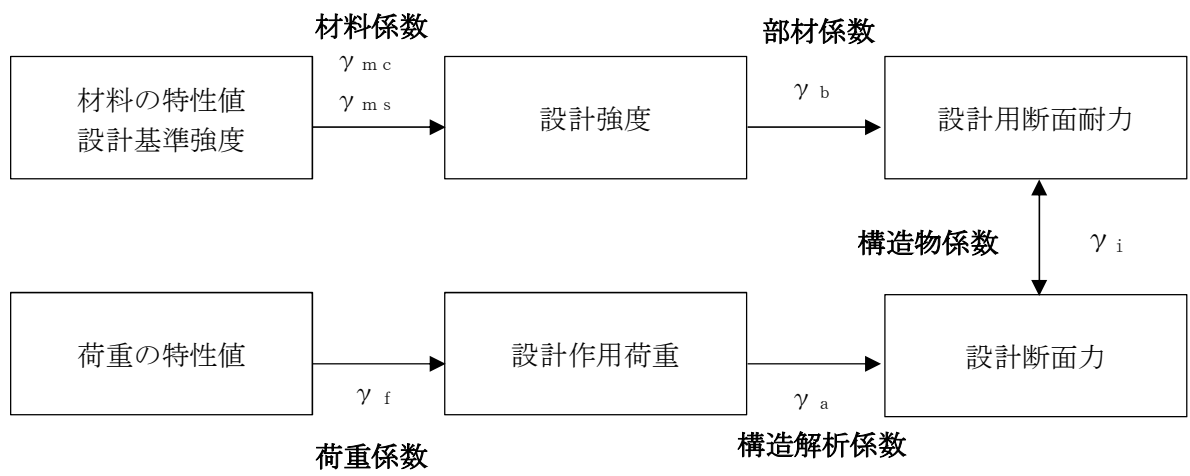 材料係数
γmc
γms
部材係数
γb
材料の特性値
設計基準強度
設計強度
設計用断面耐力
構造物係数
γi
荷重の特性値
設計作用荷重
設計断面力
γf
荷重係数
γa
構造解析係数